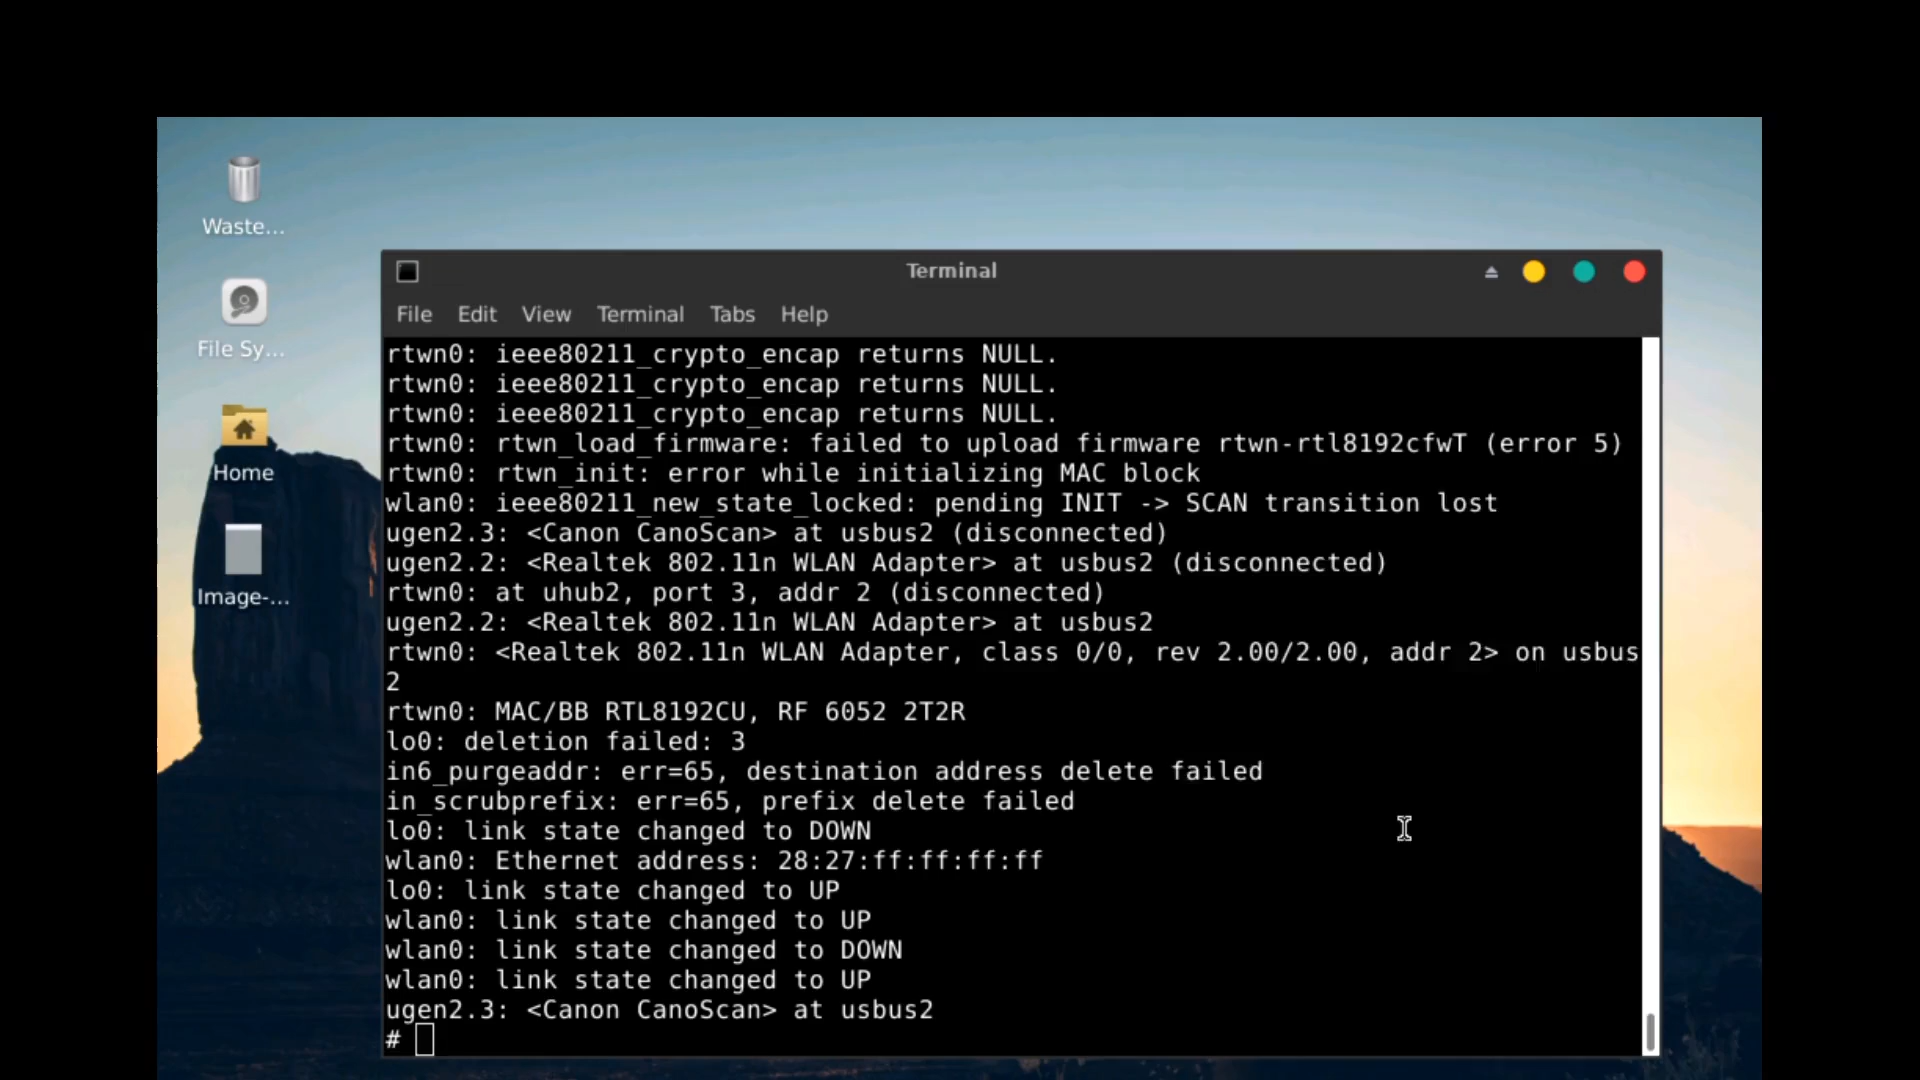 Waste...
File Sy...
Home
Image-...
Terminal
File Edit View Terminal Tabs Help
rtwn0: ieee80211_crypto_encap returns NULL.
rtwn0: ieee80211_crypto_encap returns NULL.
rtwn0: ieee80211_crypto_encap returns NULL.
rtwn0: rtwn_load_firmware: failed to upload firmware rtwn-rtl8192cfwT (error 5)
rtwn0: rtwn_init: error while initializing MAC block
wlan0: ieee80211_new_state_locked: pending INIT -> SCAN transition lost
ugen2.3: <Canon CanoScan> at usbus2 (disconnected)
ugen2.2: <Realtek 802.11n WLAN Adapter> at usbus2 (disconnected)
rtwn0: at uhub2, port 3, addr 2 (disconnected)
ugen2.2: <Realtek 802.11n WLAN Adapter> at usbus2
rtwn0: <Realtek 802.11n WLAN Adapter, class 0/0, rev 2.00/2.00, addr 2> on usbus
2
rtwn0: MAC/BB RTL8192CU, RF 6052 2T2R
lo0: deletion failed: 3
in6_purgeaddr: err=65, destination address delete failed
in_scrubprefix: err=65, prefix delete failed
lo0: link state changed to DOWN
wlan0: Ethernet address: 28:27:ff:ff:ff:ff
lo0: link state changed to UP
wlan0: link state changed to UP
wlan0: link state changed to DOWN
wlan0: link state changed to UP
ugen2.3: <Canon CanoScan> at usbus2
#